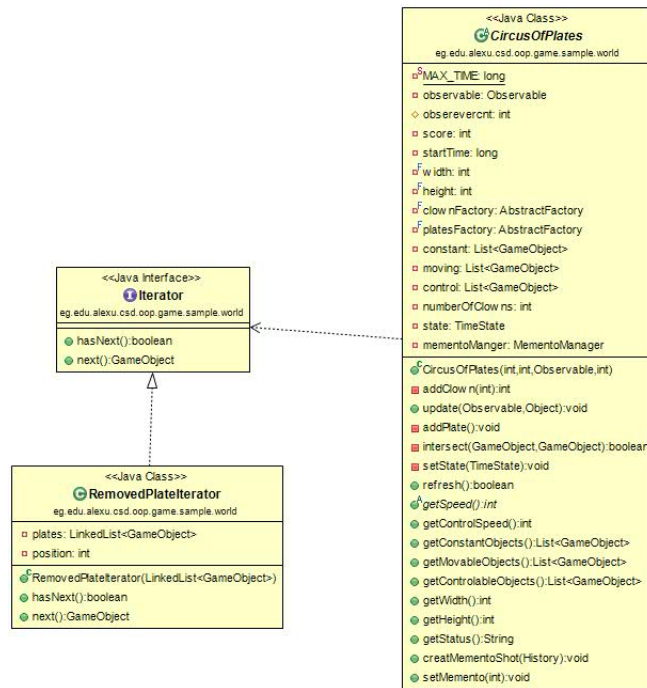 <<Java Class>>
CircusOfPlates
eg.edu.alexu.csd.oop.game.sample.world
MAX_TIME: long
observable: Observable
obserevercnt: int
score: int
startTime: long
width: int
height: int
clownFactory: AbstractFactory
platesFactory: AbstractFactory
constant: List<GameObject>
moving: List<GameObject>
control: List<GameObject>
numberOfClowns: int
state: TimeState
mementoManger: MementoManager
CircusOfPlates(int,int,Observable,int)
addClown(int):int
update(Observable,Object):void
addPlate():void
intersect(GameObject,GameObject):boolean
setState(TimeState):void
refresh():boolean
getSpeed():int
getControlSpeed():int
getConstantObjects():List<GameObject>
getMovableObjects():List<GameObject>
getControlableObjects():List<GameObject>
getWidth():int
getHeight():int
getStatus():String
creatMementoShot(History):void
setMemento(int):void
<<Java Interface>>
Iterator
eg.edu.alexu.csd.oop.game.sample.world
hasNext():boolean
next():GameObject
<<Java Class>>
RemovedPlateIterator
eg.edu.alexu.csd.oop.game.sample.world
plates: LinkedList<GameObject>
position: int
RemovedPlateIterator(LinkedList<GameObject>)
hasNext():boolean
next():GameObject